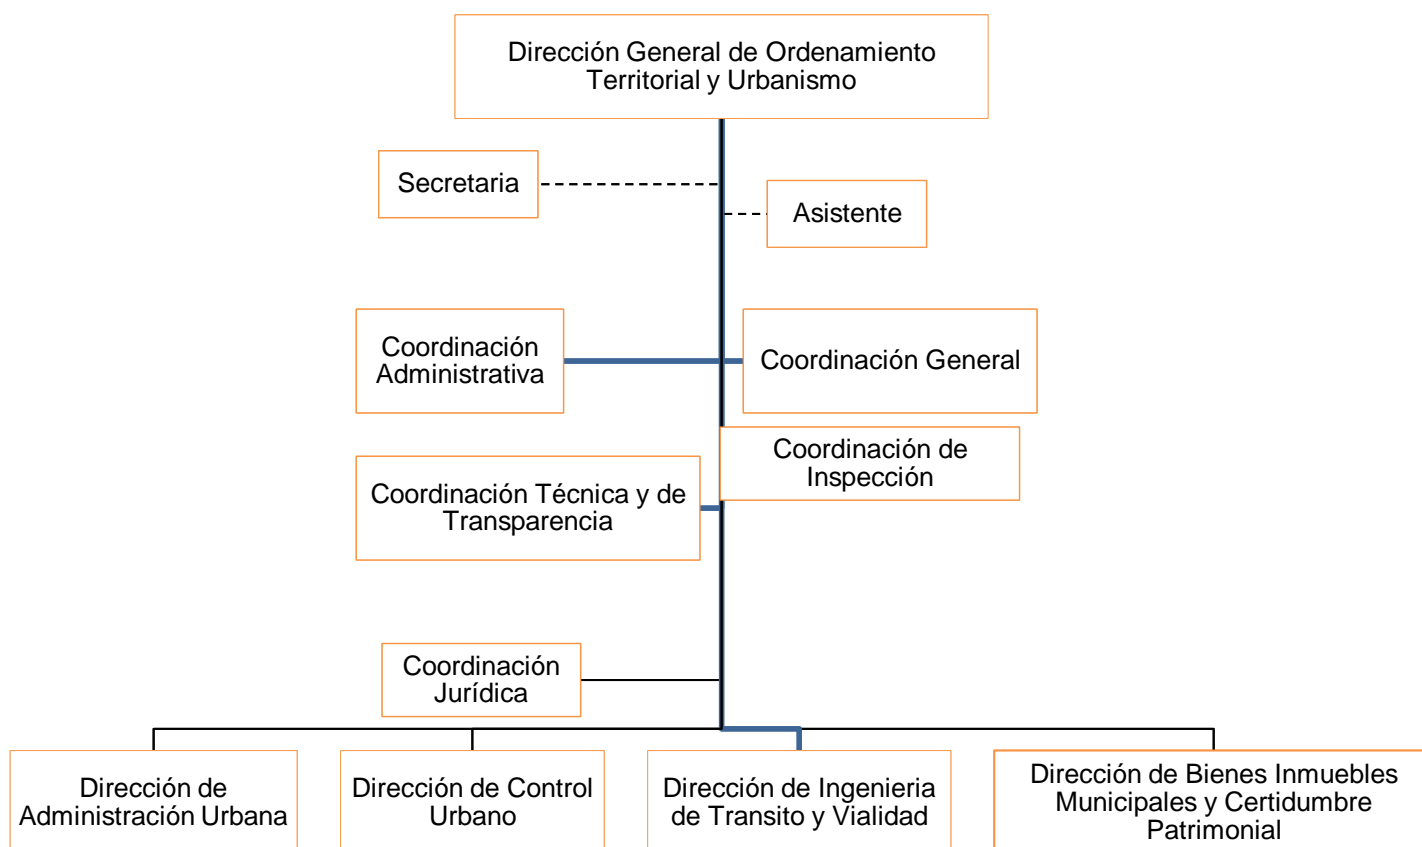 Dirección General de Ordenamiento
Territorial y Urbanismo
Secretaria
Asistente
Coordinación
Administrativa
Coordinación General
Coordinación de
Inspección
Coordinación Técnica y de
Transparencia
Coordinación
Jurídica
Dirección de
Administración Urbana
Dirección de Control
Urbano
Dirección de Ingenieria
de Transito y Vialidad
Dirección de Bienes Inmuebles
Municipales y Certidumbre
Patrimonial